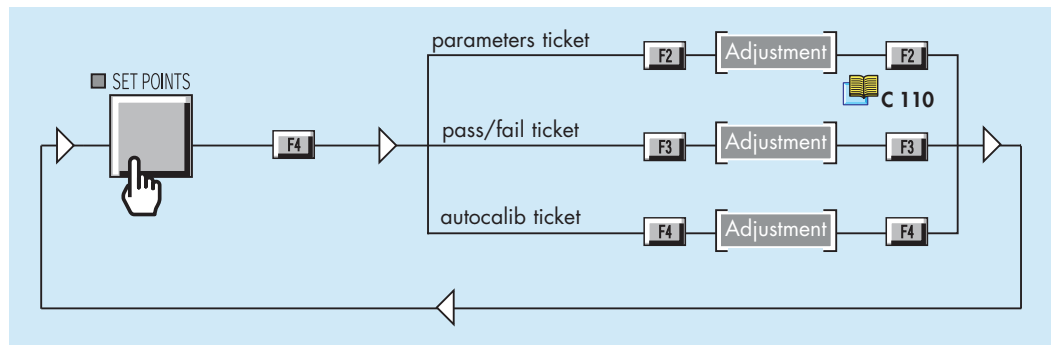 parameters ticket
F2 Adjustment F2
SET POINTS
C 110
pass/fail ticket
F4 F3 Adjustment F3
autocalib ticket
F4 Adjustment F4